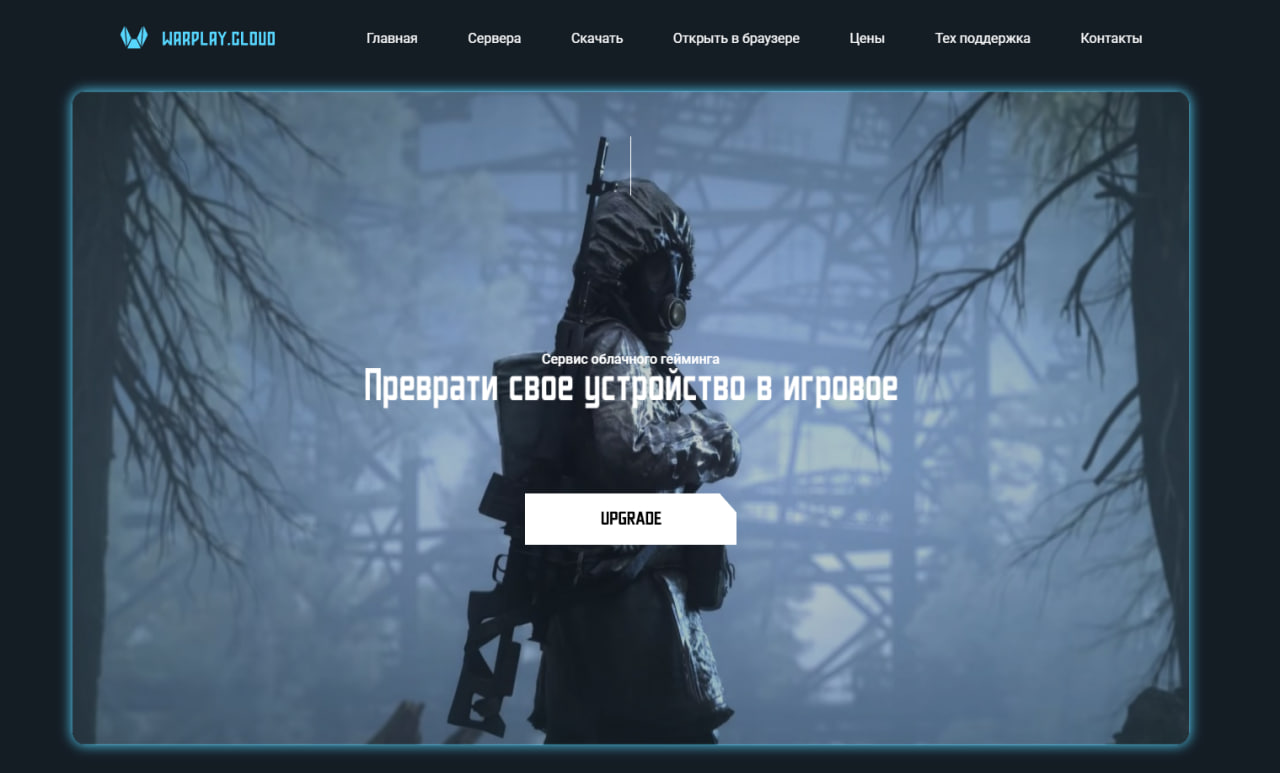 WARPLAY.CLOUD
Главная
Сервера
Скачать
Открыть в браузере
Цены
Тех поддержка
Контакты
Сервис облачного гейминга
Преврати свое устройство в игровое
UPGRADE